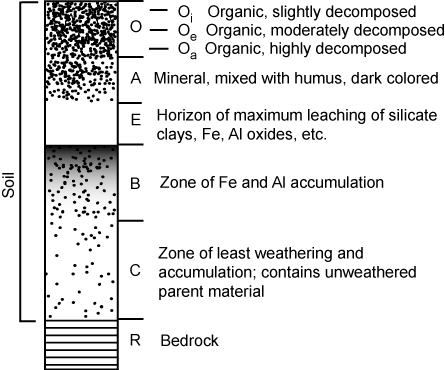 O
Oi Organic, slightly decomposed
Oe Organic, moderately decomposed
Oa Organic, highly decomposed
A Mineral, mixed with humus, dark colored
E Horizon of maximum leaching of silicate
clays, Fe, Al oxides, etc.
B Zone of Fe and Al accumulation
C Zone of least weathering and
accumulation; contains unweathered
parent material
R Bedrock
Soil